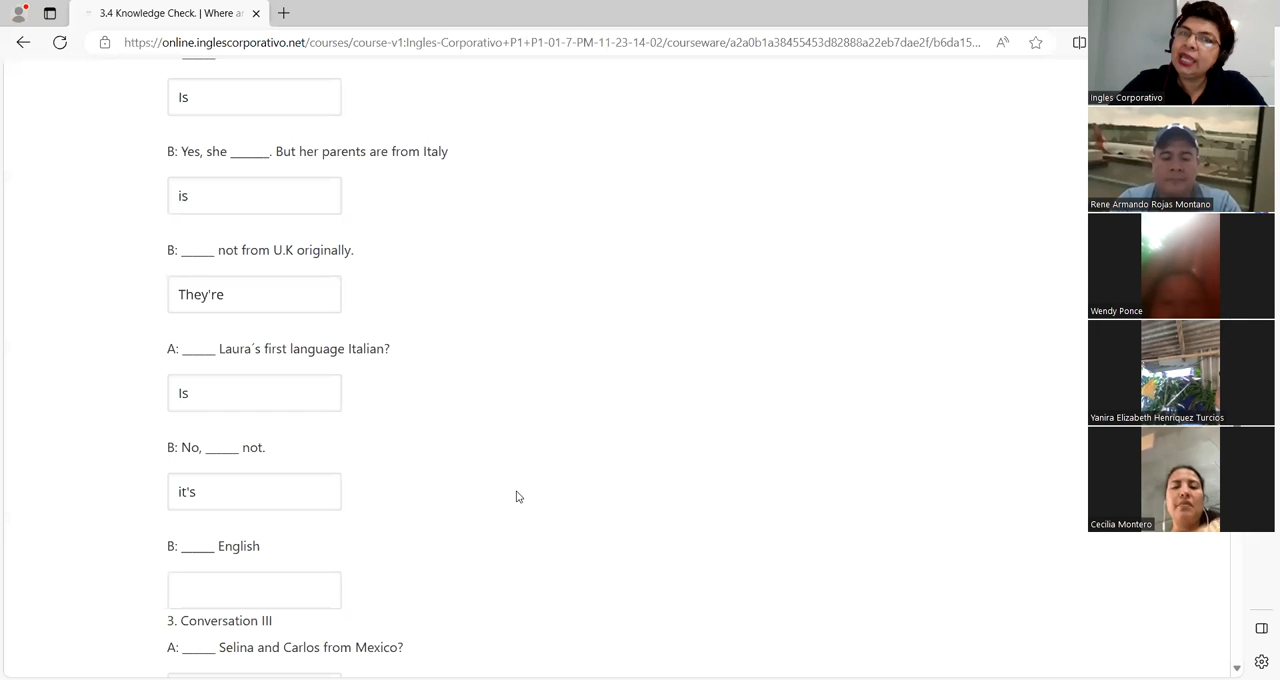 3.4 Knowledge Check. | Where ar
https://online.inglescorporativo.net/courses/course-v1:Ingles-Corporativo+P1+P1-01-7-PM-11-23-14-02/courseware/a2a0b1a38455453d82888a22eb7dae2f/b6da15...
Is
B: Yes, she ______. But her parents are from Italy
is
B: _____ not from U.K originally.
They're
A: _____ Laura´s first language Italian?
Is
B: No, _____ not.
it's
B: _____ English
3. Conversation III
A: _____ Selina and Carlos from Mexico?
Ingles Corporativo
Rene Armando Rojas Montano
Wendy Ponce
Yanira Elizabeth Henriquez Turcios
Cecilia Montero